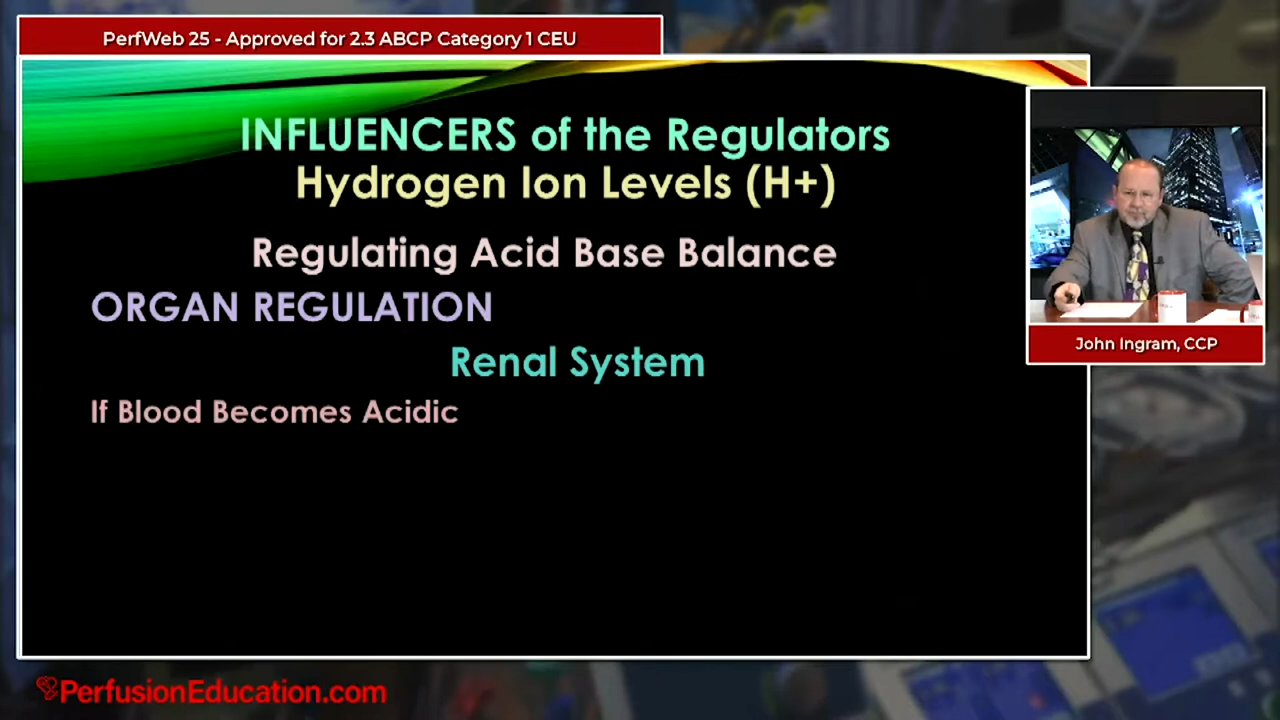 PerfWeb 25 - Approved for 2.3 ABCP Category 1 CEU
INFLUENCERS of the Regulators
Hydrogen Ion Levels (H+)
Regulating Acid Base Balance
ORGAN REGULATION
Renal System
If Blood Becomes Acidic
John Ingram, CCP
PerfusionEducation.com